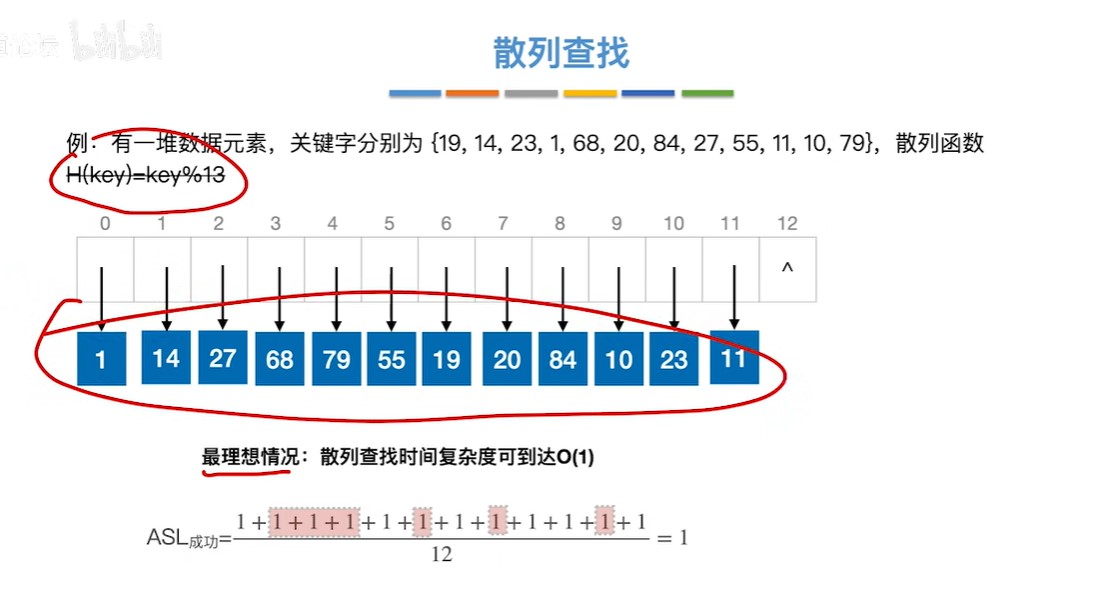 散列查找
例：有一堆数据元素，关键字分别为 {19, 14, 23, 1, 68, 20, 84, 27, 55, 11, 10, 79}，散列函数
H(key)=key%13
0 1 2 3 4 5 6 7 8 9 10 11 12
^
1 14 27 68 79 55 19 20 84 10 23 11
最理想情况：散列查找时间复杂度可到达O(1)
1 + 1 + 1 + 1 + 1 + 1 + 1 + 1 + 1 + 1 + 1 + 1
ASL成功= = 1
12